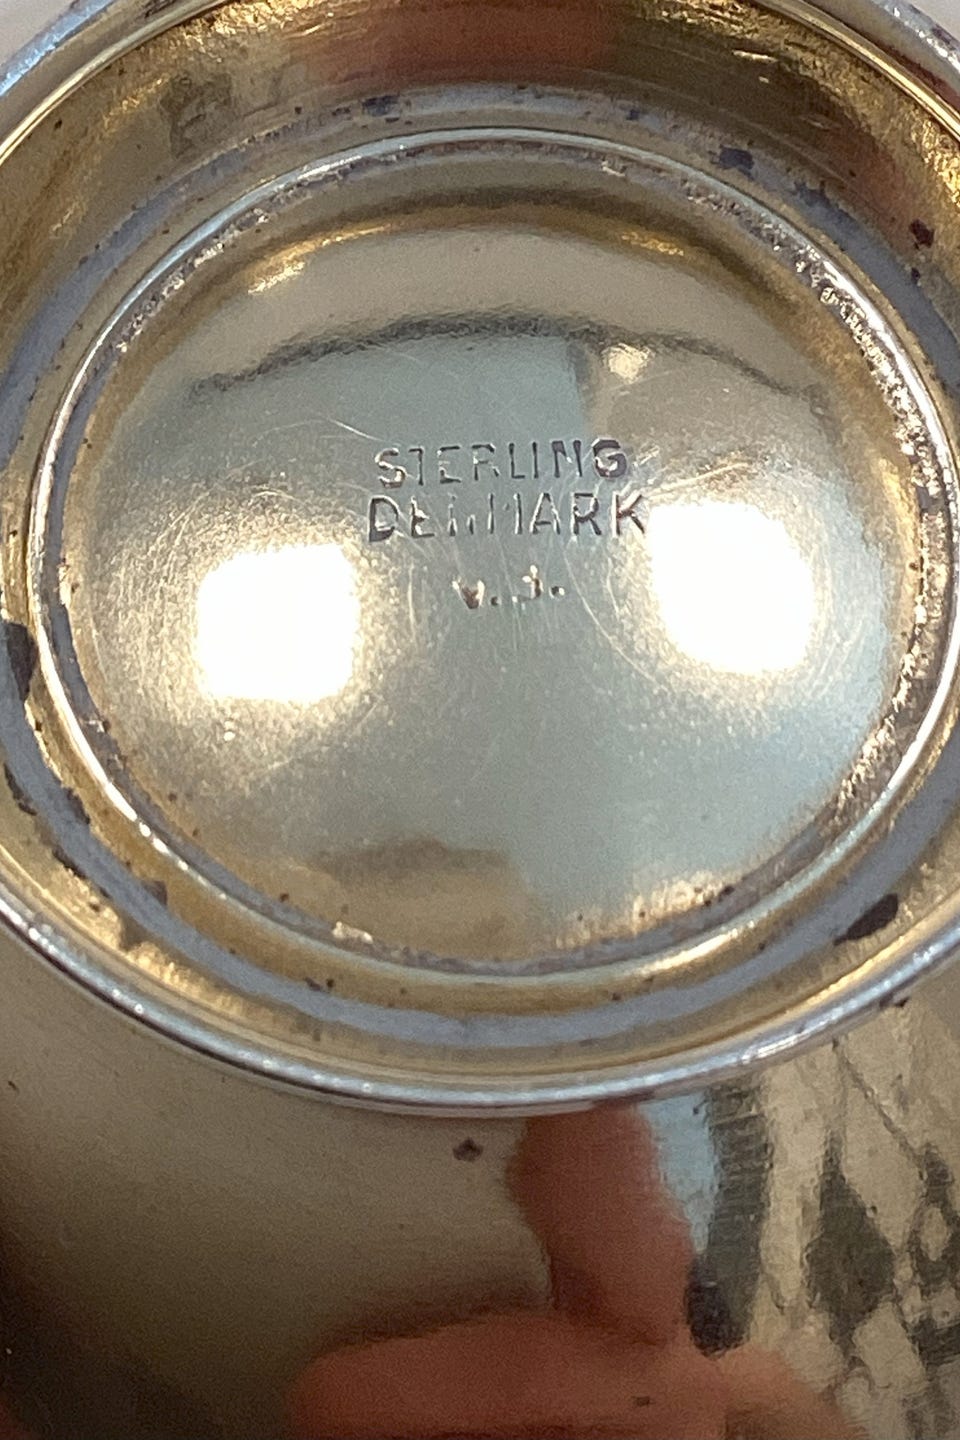 STERLING
DENMARK
V.J.